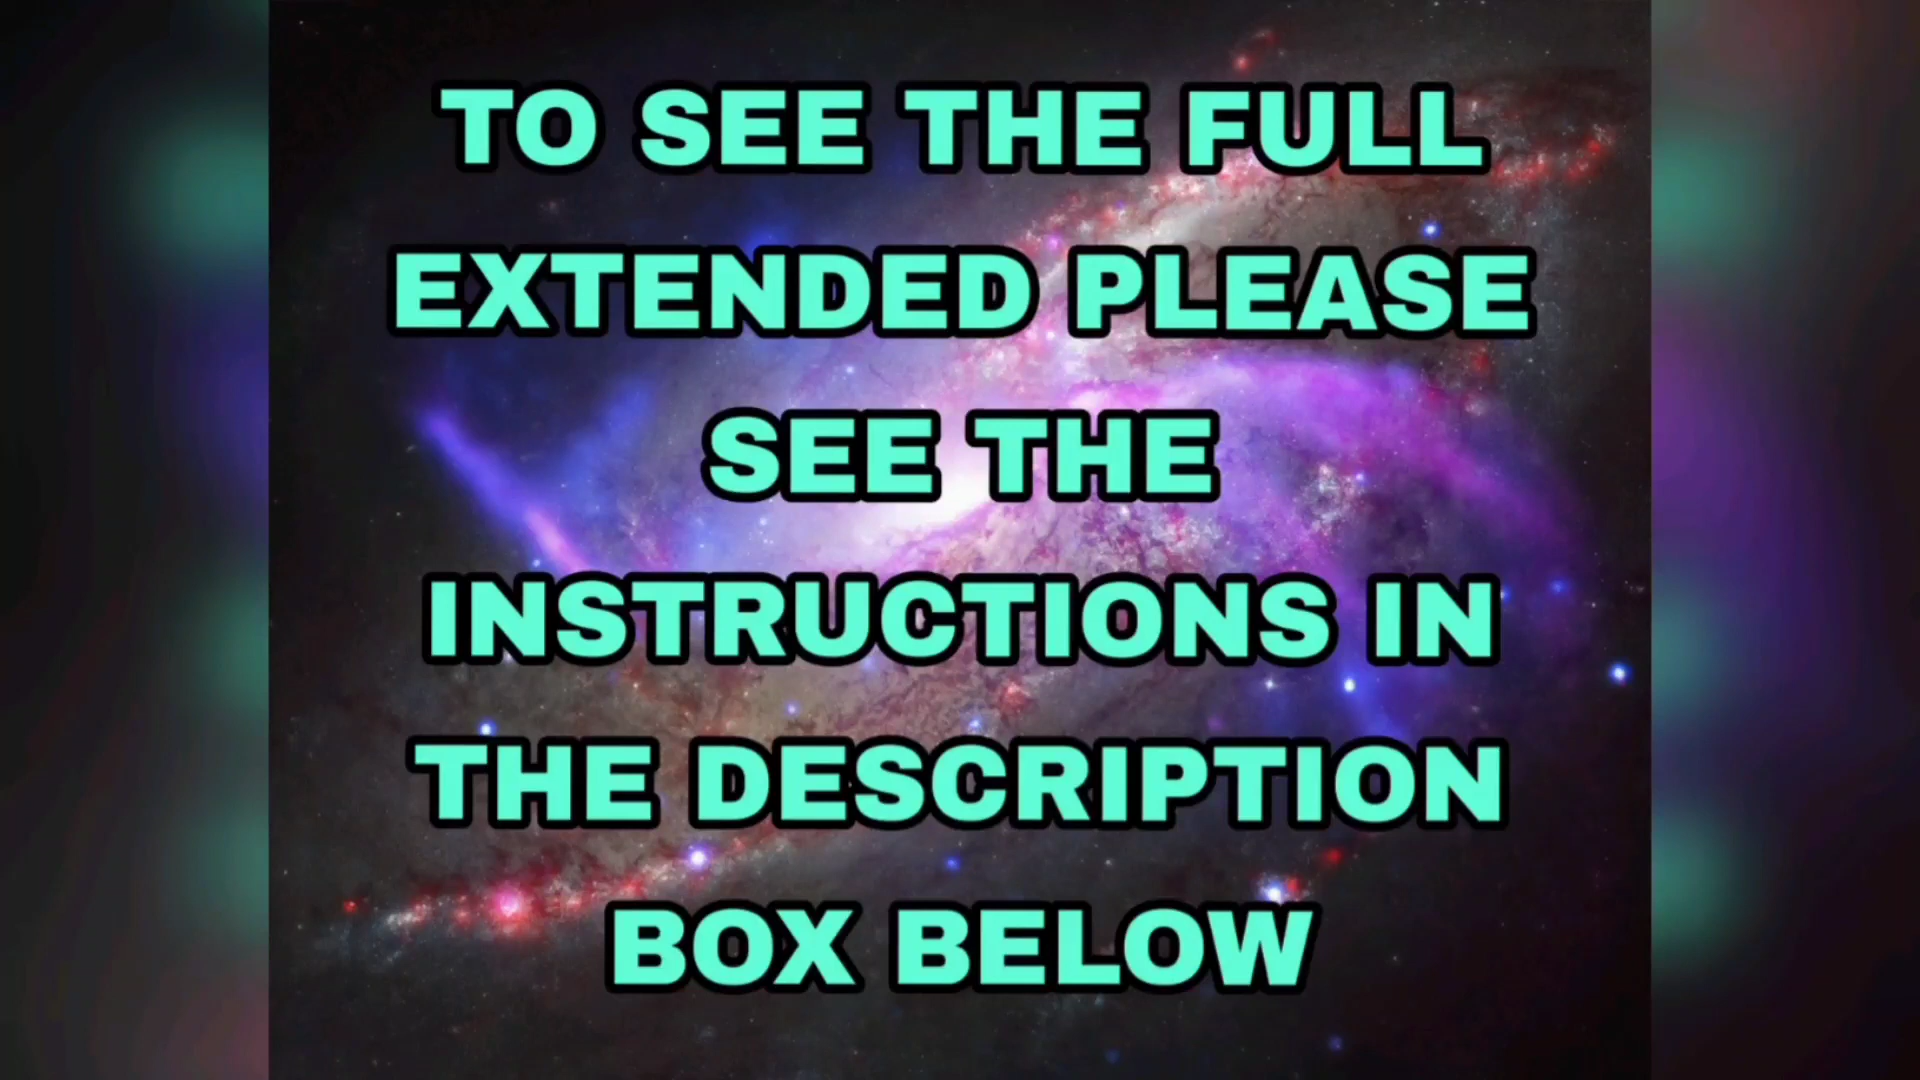 TO SEE THE FULL
EXTENDED PLEASE
SEE THE
INSTRUCTIONS IN
THE DESCRIPTION
BOX BELOW